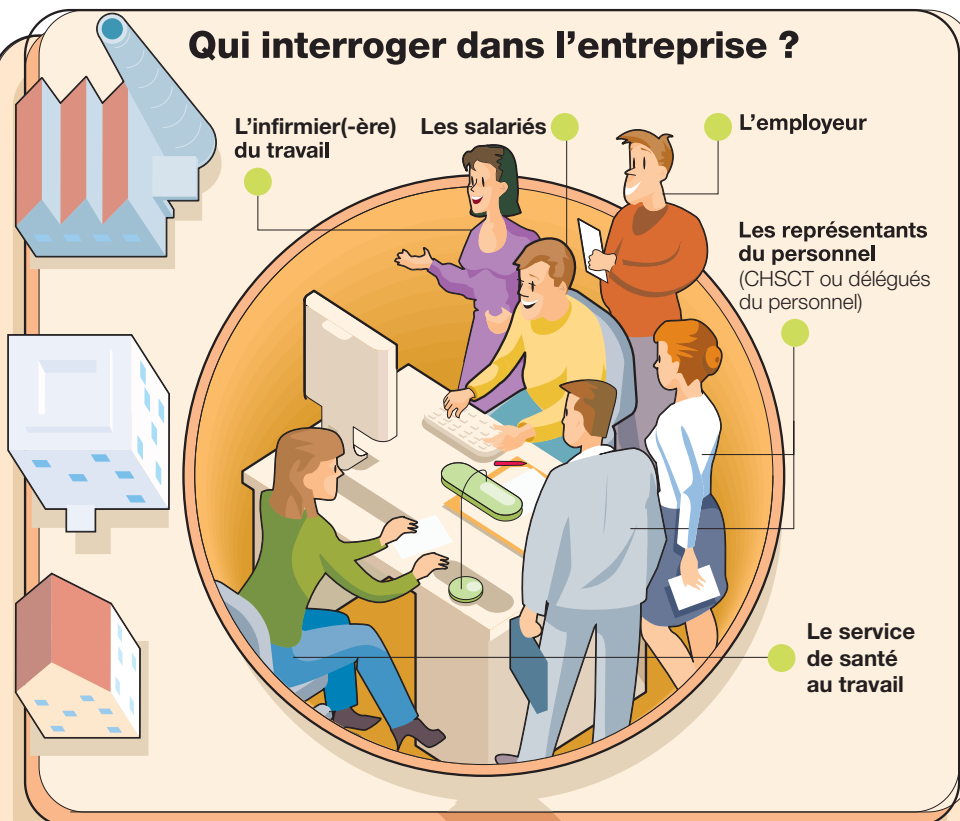 Qui interroger dans l’entreprise ?
L’infirmier(-ère)
du travail
Les salariés
L’employeur
Les représentants
du personnel
(CHSCT ou délégués
du personnel)
Le service
de santé
au travail